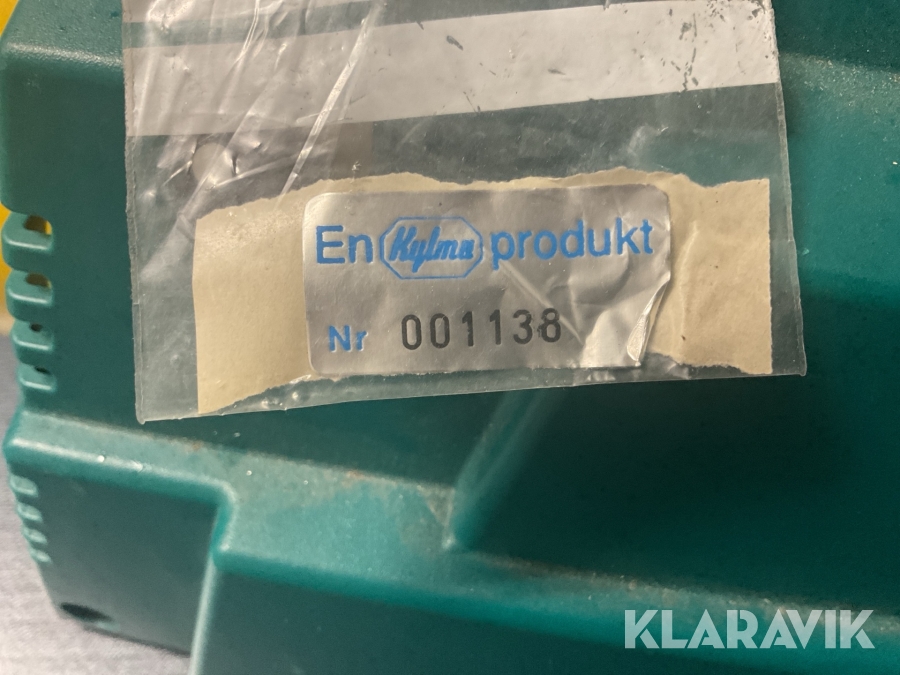 En Kylma produkt
Nr 001138
KLARAVIK